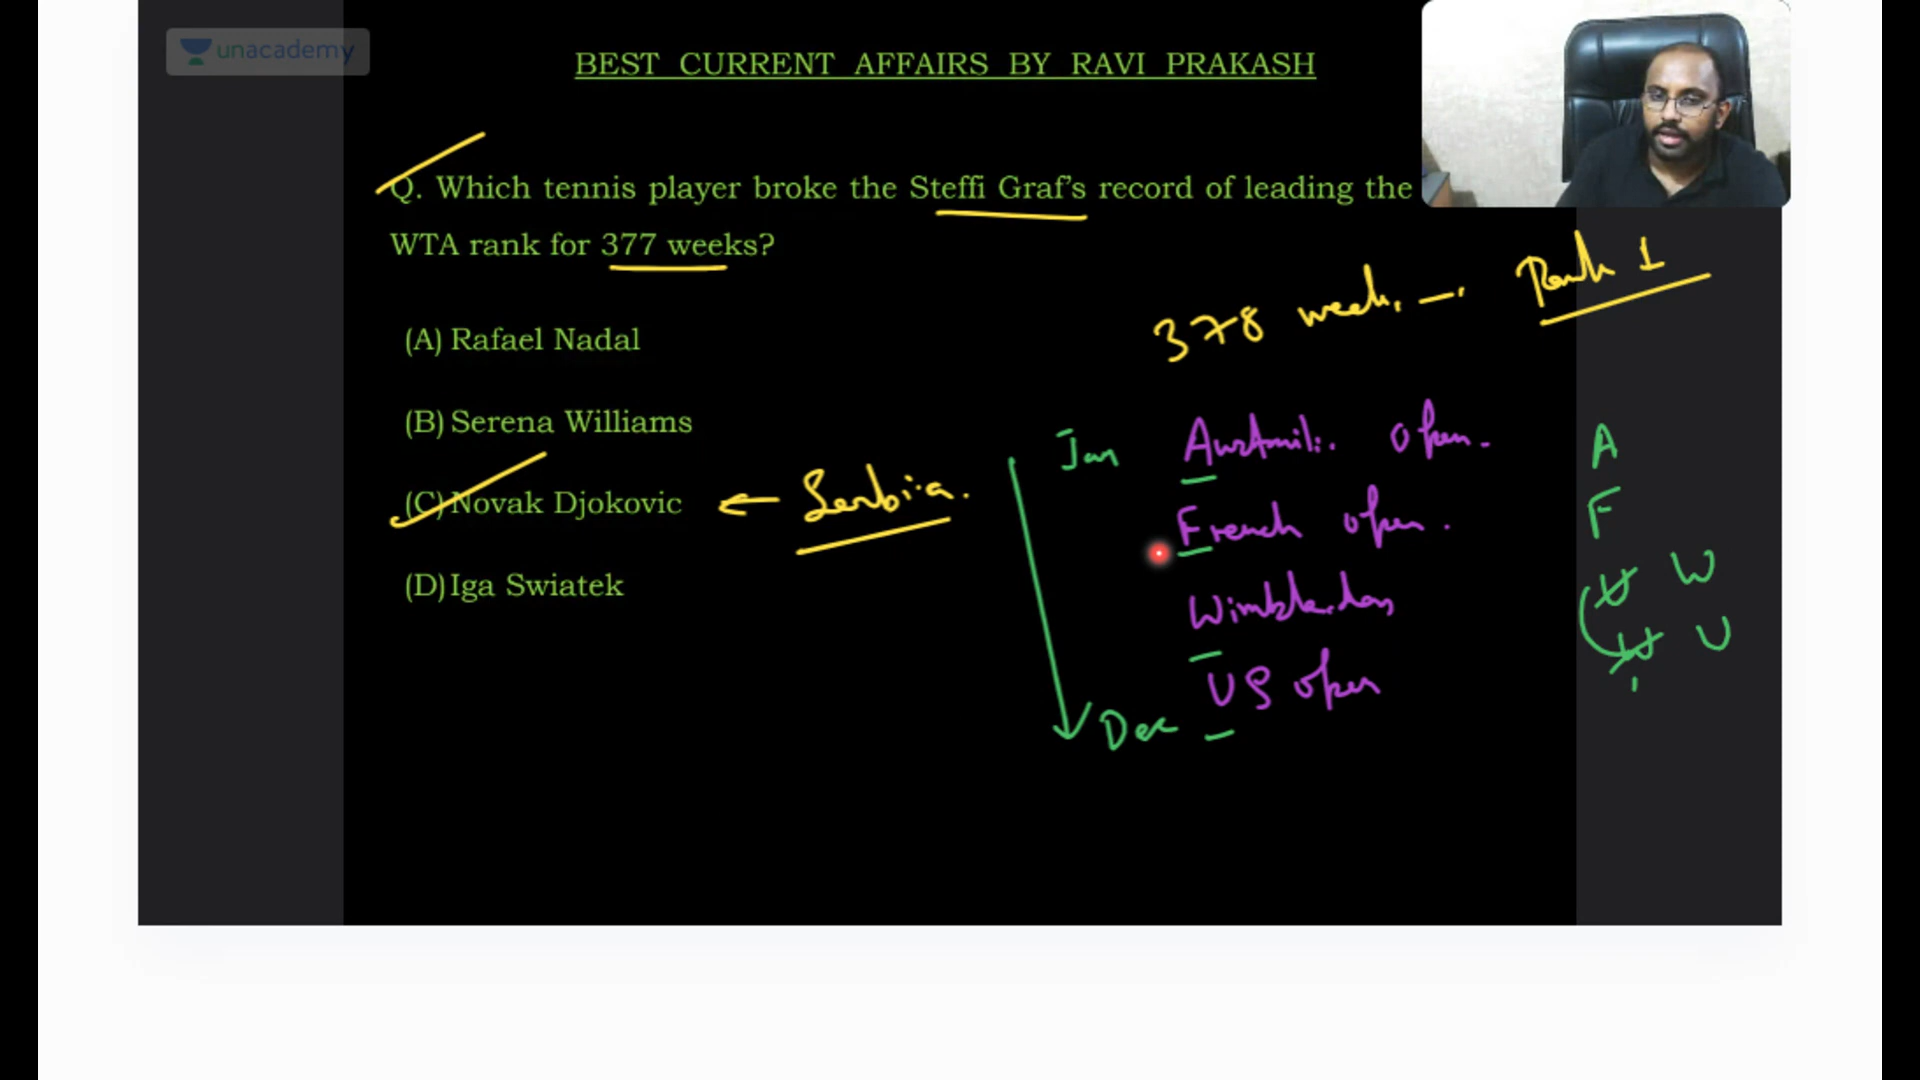 unacademy
BEST CURRENT AFFAIRS BY RAVI PRAKASH
Q. Which tennis player broke the Steffi Graf's record of leading the
WTA rank for 377 weeks?
378 week. Rank 1
(A) Rafael Nadal
(B) Serena Williams
(C) Novak Djokovic ← Serbia.
(D) Iga Swiatek
Jan
open.
French open.
US open
Dec
A
F
W
U